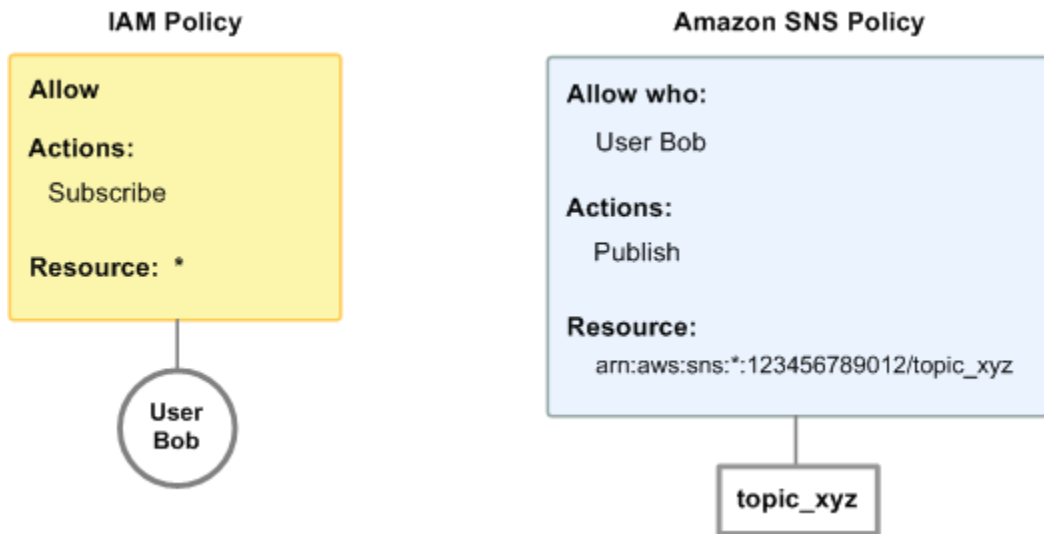 IAM Policy
Allow
Actions:
Subscribe
Resource: *
User
Bob
Amazon SNS Policy
Allow who:
User Bob
Actions:
Publish
Resource:
arn:aws:sns:*:123456789012/topic_xyz
topic_xyz